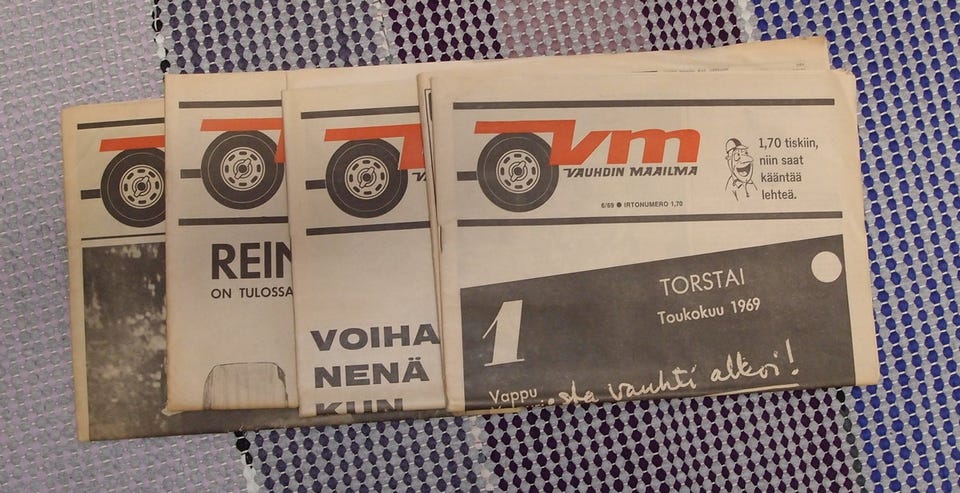 REIN
ON TULOSSA
VOIHA
NENÄ
KUN
vm
VAUHDIN MAAILMA
6/69 ● IRTONUMERO 1,70
1,70 tiskiin,
niin saat
kääntää
lehteä.
1
TORSTAI
Toukokuu 1969
Vappu
josta vauhti alkoi!